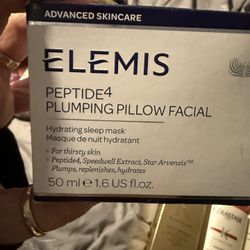 ADVANCED SKINCARE
ELEMIS
PEPTIDE4
PLUMPING PILLOW FACIAL
Hydrating sleep mask
Masque de nuit hydratant
• For thirsty skin
• Peptide4, Speedwell Extract, Star Arvensis™
Plumps, replenishes, hydrates
50 ml e 1.6 US fl.oz.
KÉRASTASE